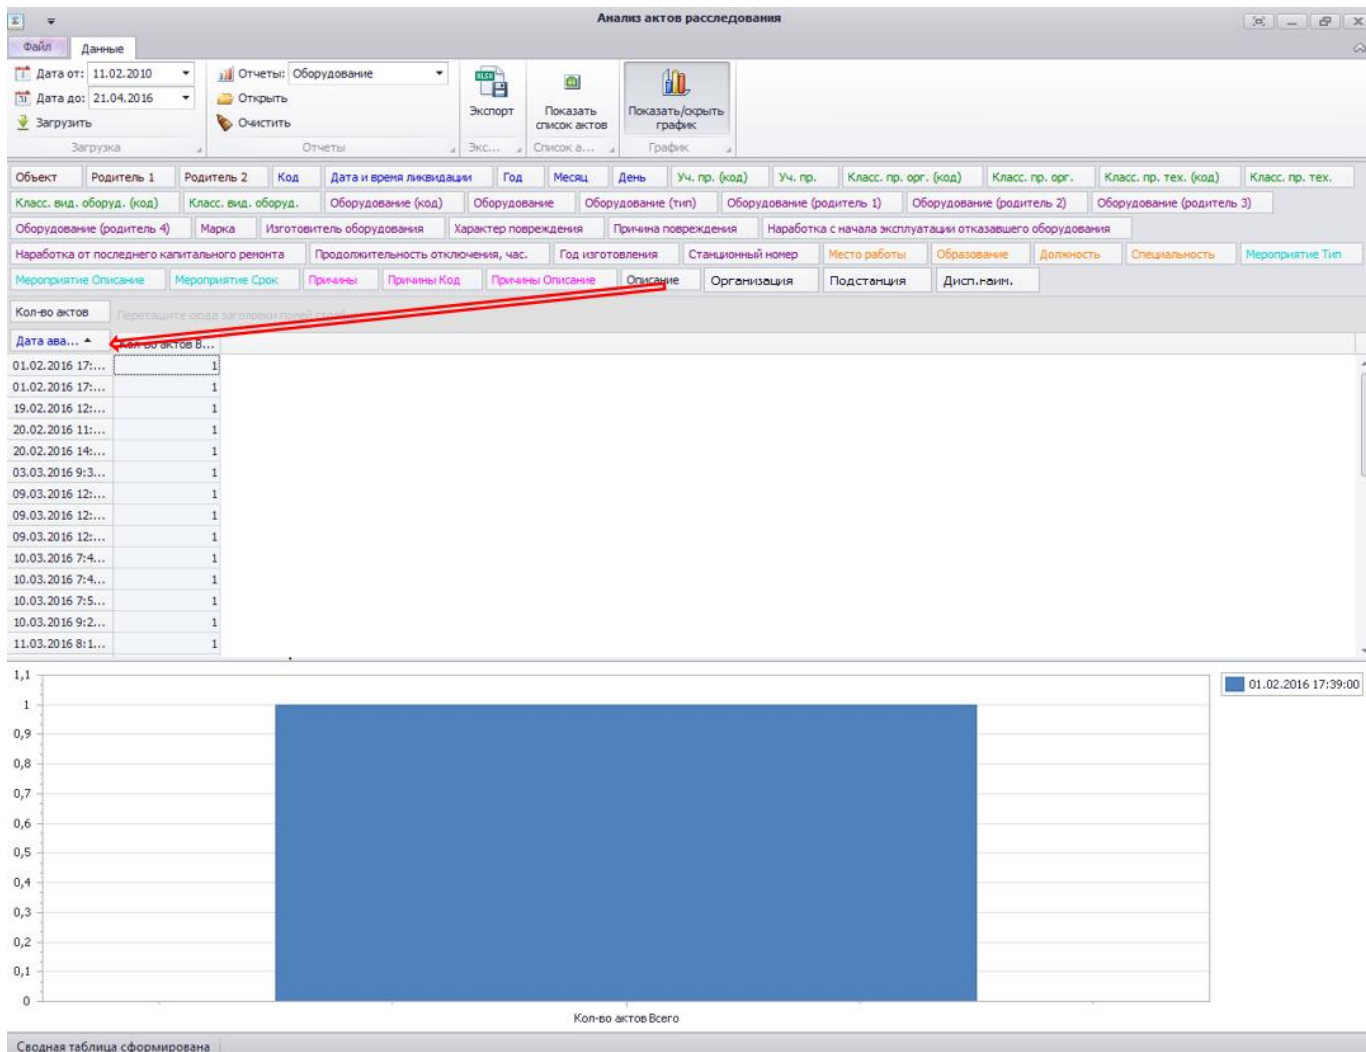 Анализ актов расследования
Файл Данные
Дата от: 11.02.2010 Отчеты: Оборудование
Дата до: 21.04.2016 Открыть
Загрузить Очистить
Экспорт Показать список актов Показать/скрыть график
Загрузка Отчеты Экс... Список а... График
Объект Родитель 1 Родитель 2 Код Дата и время ликвидации Год Месяц День Уч. пр. (код) Уч. пр. Класс. пр. орг. (код) Класс. пр. орг. Класс. пр. тех. (код) Класс. пр. тех.
Класс. вид. оборуд. (код) Класс. вид. оборуд. Оборудование (код) Оборудование Оборудование (тип) Оборудование (родитель 1) Оборудование (родитель 2) Оборудование (родитель 3)
Оборудование (родитель 4) Марка Изготовитель оборудования Характер повреждения Причина повреждения Наработка с начала эксплуатации отказавшего оборудования
Наработка от последнего капитального ремонта Продолжительность отключения, час. Год изготовления Станционный номер Место работы Образование Должность Специальность Мероприятие Тип
Мероприятие Описание Мероприятие Срок Причины Причины Код Причины Описание Описание Организация Подстанция Дисп.наим.
Кол-во актов Перетащите сюда заголовки полей
Дата ава... Кол-во актов В...
01.02.2016 17:... 1
01.02.2016 17:... 1
19.02.2016 12:... 1
20.02.2016 11:... 1
20.02.2016 14:... 1
03.03.2016 9:3... 1
09.03.2016 12:... 1
09.03.2016 12:... 1
09.03.2016 12:... 1
10.03.2016 7:4... 1
10.03.2016 7:4... 1
10.03.2016 7:5... 1
10.03.2016 9:2... 1
11.03.2016 8:1... 1
1,1
01.02.2016 17:39:00
1
0,9
0,8
0,7
0,6
0,5
0,4
0,3
0,2
0,1
0
Кол-во актов Всего
Сводная таблица сформирована